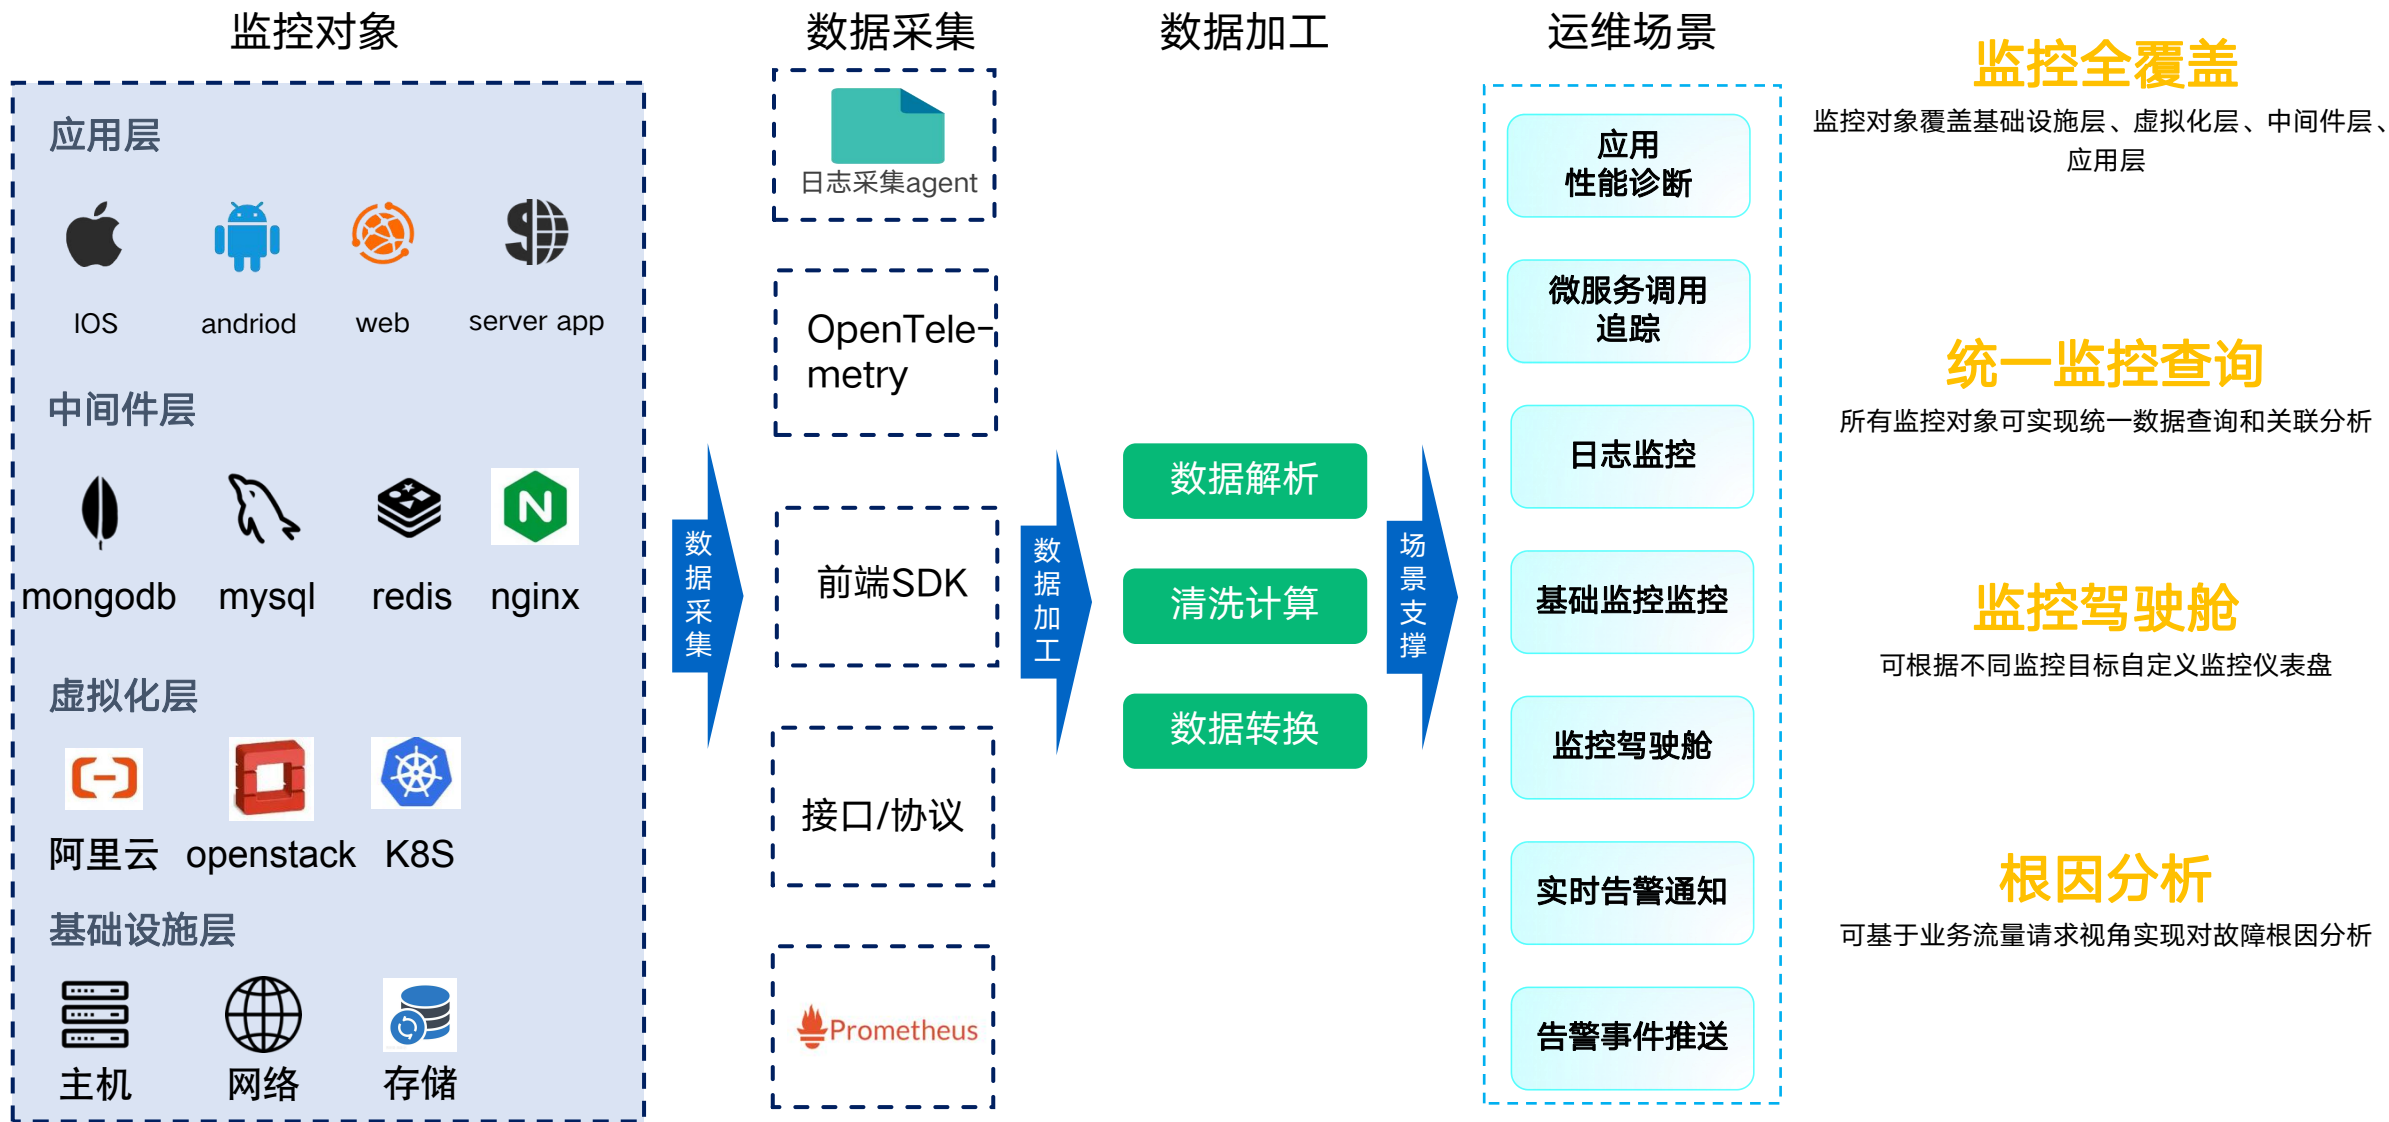 监控对象
应用层
IOS
andriod
web
server app
中间件层
mongodb
mysql
redis
nginx
虚拟化层
阿里云
openstack
K8S
基础设施层
主机
网络
存储
数据采集
数据采集
日志采集agent
OpenTele-
metry
前端SDK
接口/协议
Prometheus
数据加工
数据加工
数据解析
清洗计算
数据转换
场景支撑
运维场景
应用
性能诊断
微服务调用
追踪
日志监控
基础监控监控
监控驾驶舱
实时告警通知
告警事件推送
监控全覆盖
监控对象覆盖基础设施层、虚拟化层、中间件层、
应用层
统一监控查询
所有监控对象可实现统一数据查询和关联分析
监控驾驶舱
可根据不同监控目标自定义监控仪表盘
根因分析
可基于业务流量请求视角实现对故障根因分析